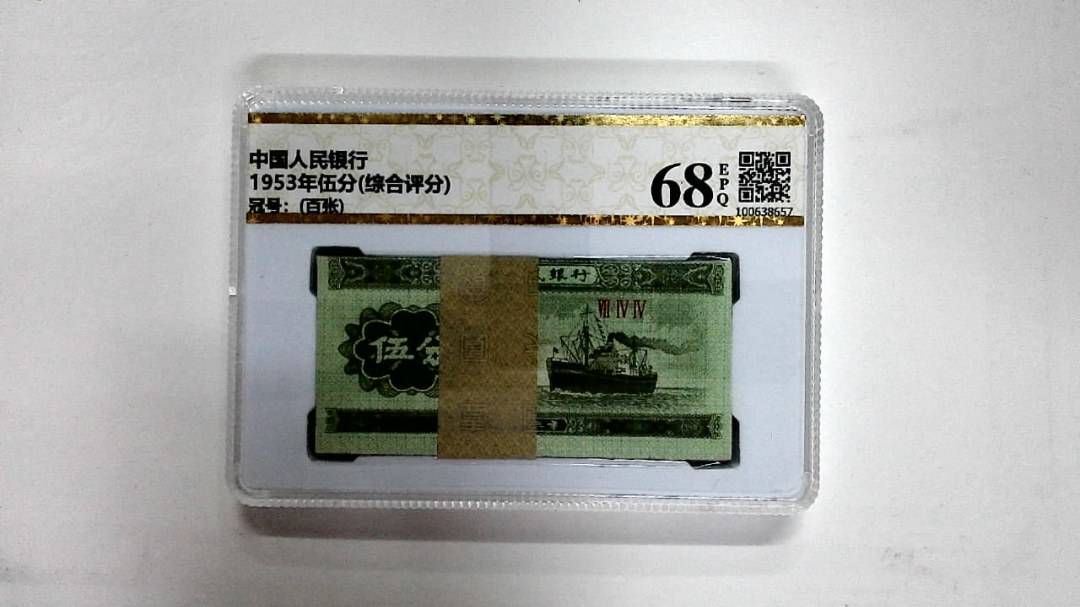 中国人民银行
1953年伍分(综合评分)
冠号：(百张)
68
EPQ
100638657
银行
VII IV IV
伍分